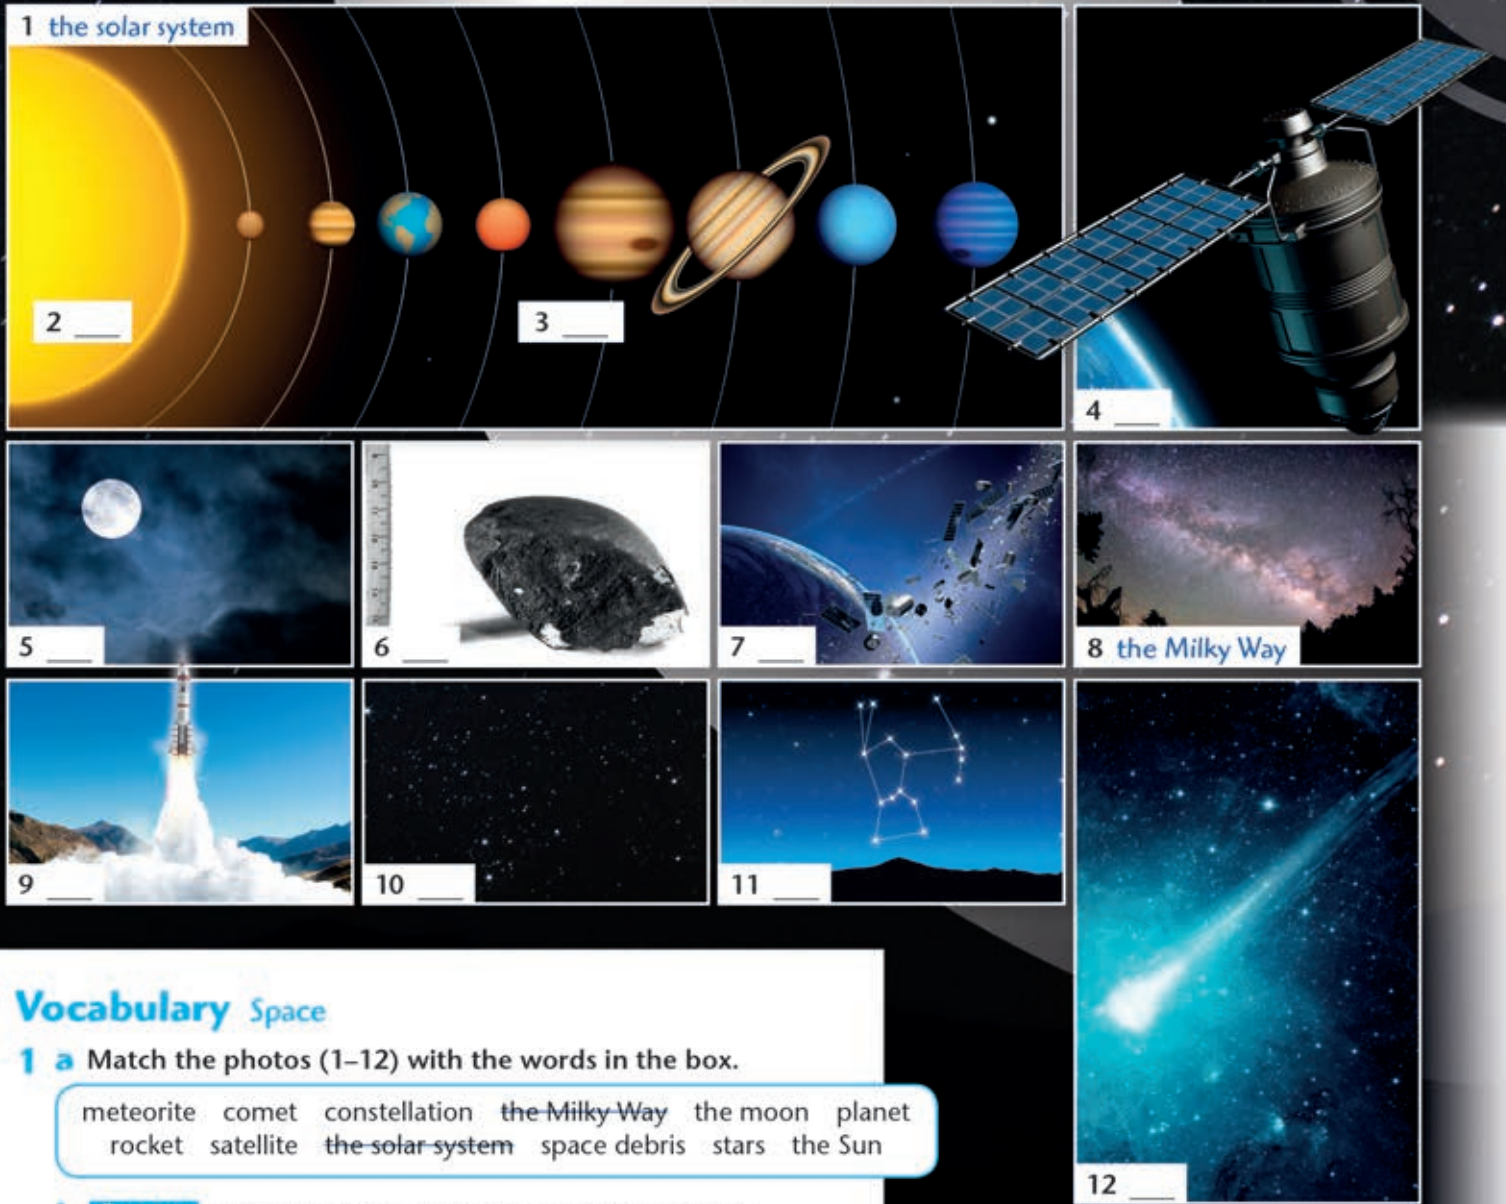 1 the solar system
2 ___
3 ___
4 ___
5 ___
6 ___
7 ___
8 the Milky Way
9 ___
10 ___
11 ___
12 ___
Vocabulary Space
1 a Match the photos (1–12) with the words in the box.
meteorite comet constellation the Milky Way the moon planet
rocket satellite the solar system space debris stars the Sun